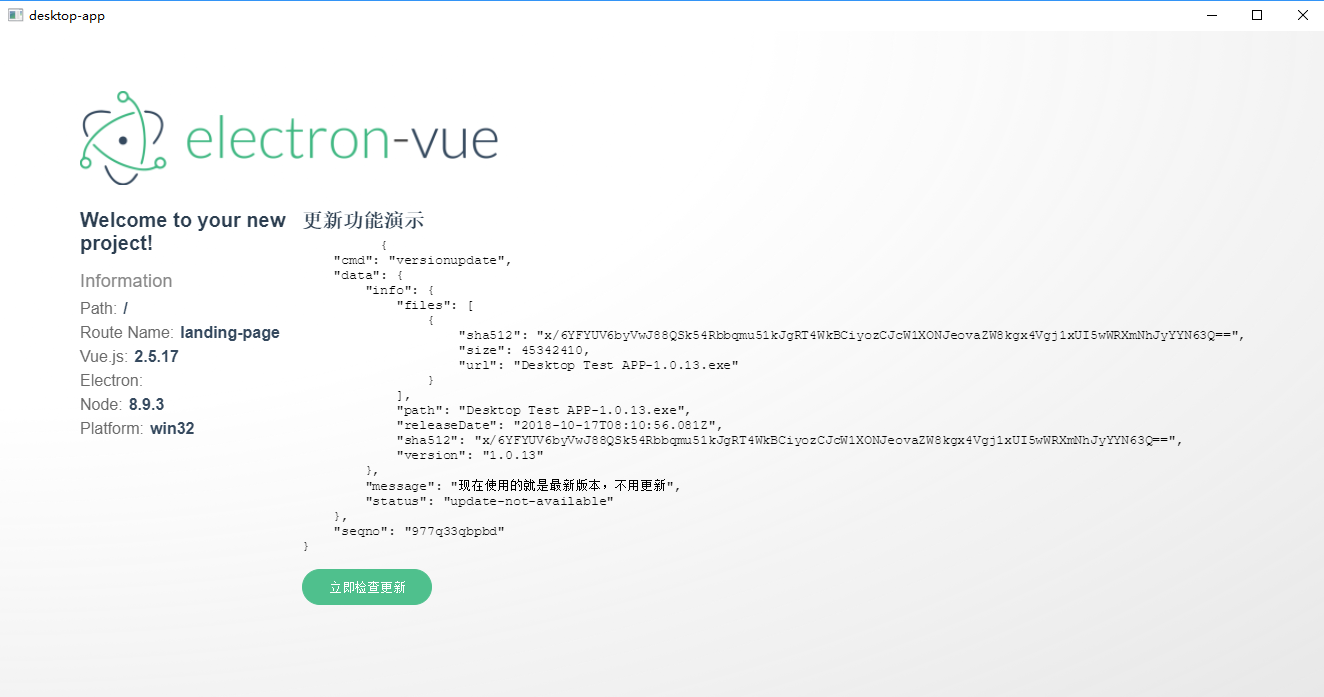 desktop-app
electron-vue
Welcome to your new
project!
Information
Path: /
Route Name: landing-page
Vue.js: 2.5.17
Electron:
Node: 8.9.3
Platform: win32
更新功能演示
{
"cmd": "versionupdate",
"data": {
"info": {
"files": [
{
"sha512": "x/6YFYUV6byVwJ88QSk54Rbbqmu51kJgRT4WkBCiyozCJcW1XONJeovaZW8kgx4Vgj1xUI5wWRXmNhJyYYN63Q==",
"size": 45342410,
"url": "Desktop Test APP-1.0.13.exe"
}
],
"path": "Desktop Test APP-1.0.13.exe",
"releaseDate": "2018-10-17T08:10:56.081Z",
"sha512": "x/6YFYUV6byVwJ88QSk54Rbbqmu51kJgRT4WkBCiyozCJcW1XONJeovaZW8kgx4Vgj1xUI5wWRXmNhJyYYN63Q==",
"version": "1.0.13"
},
"message": "现在使用的就是最新版本，不用更新",
"status": "update-not-available"
},
"seqno": "977q33qbpbd"
}
立即检查更新